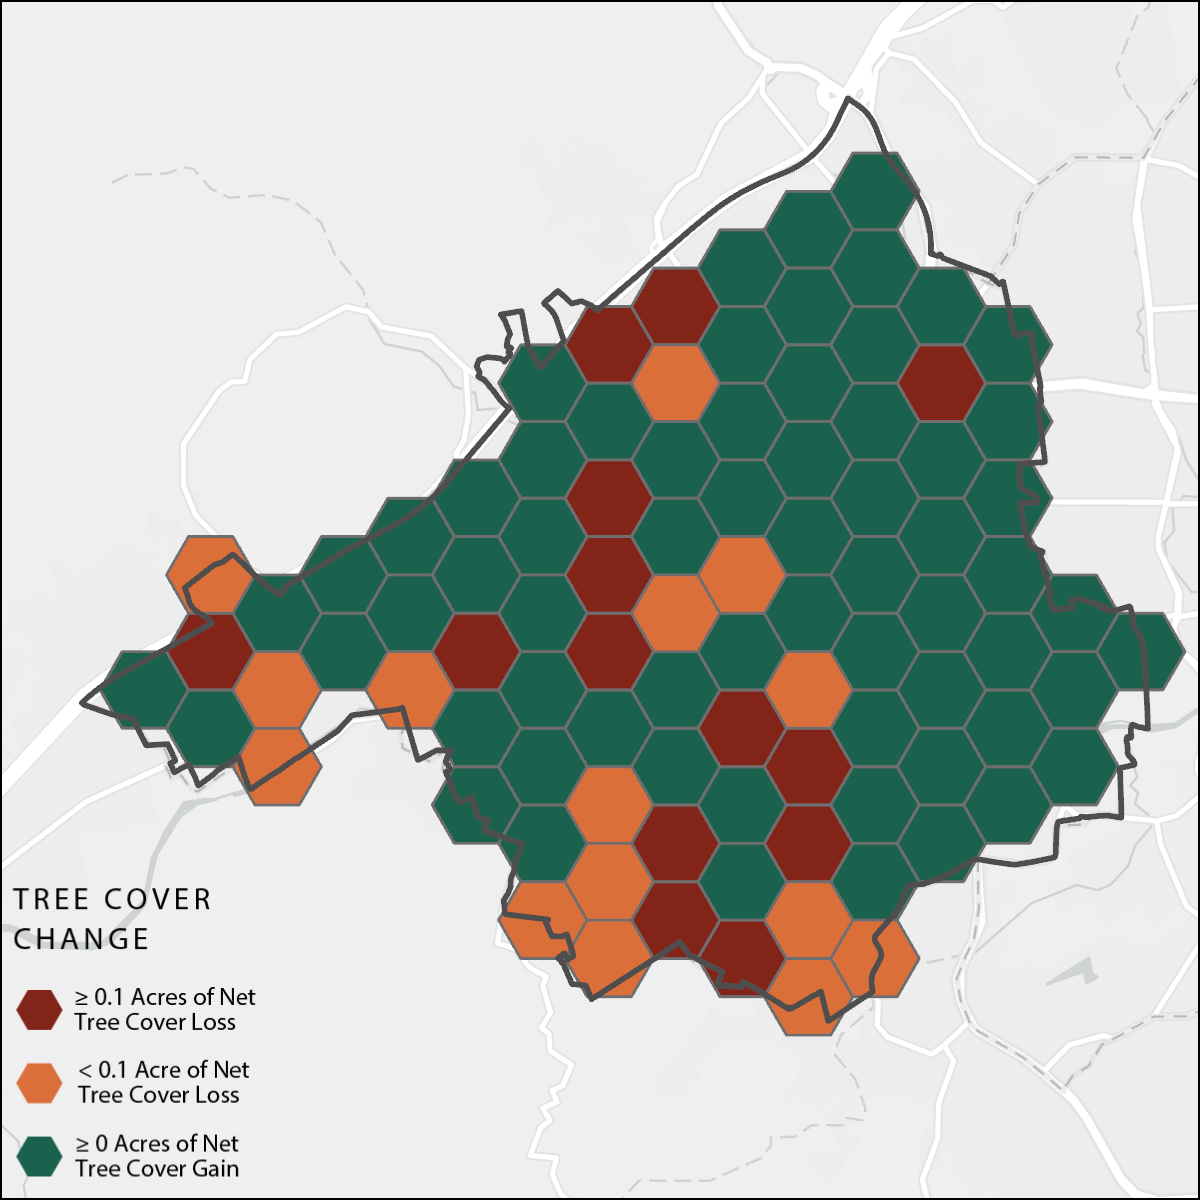 TREE COVER
CHANGE
≥ 0.1 Acres of Net
Tree Cover Loss
< 0.1 Acre of Net
Tree Cover Loss
≥ 0 Acres of Net
Tree Cover Gain